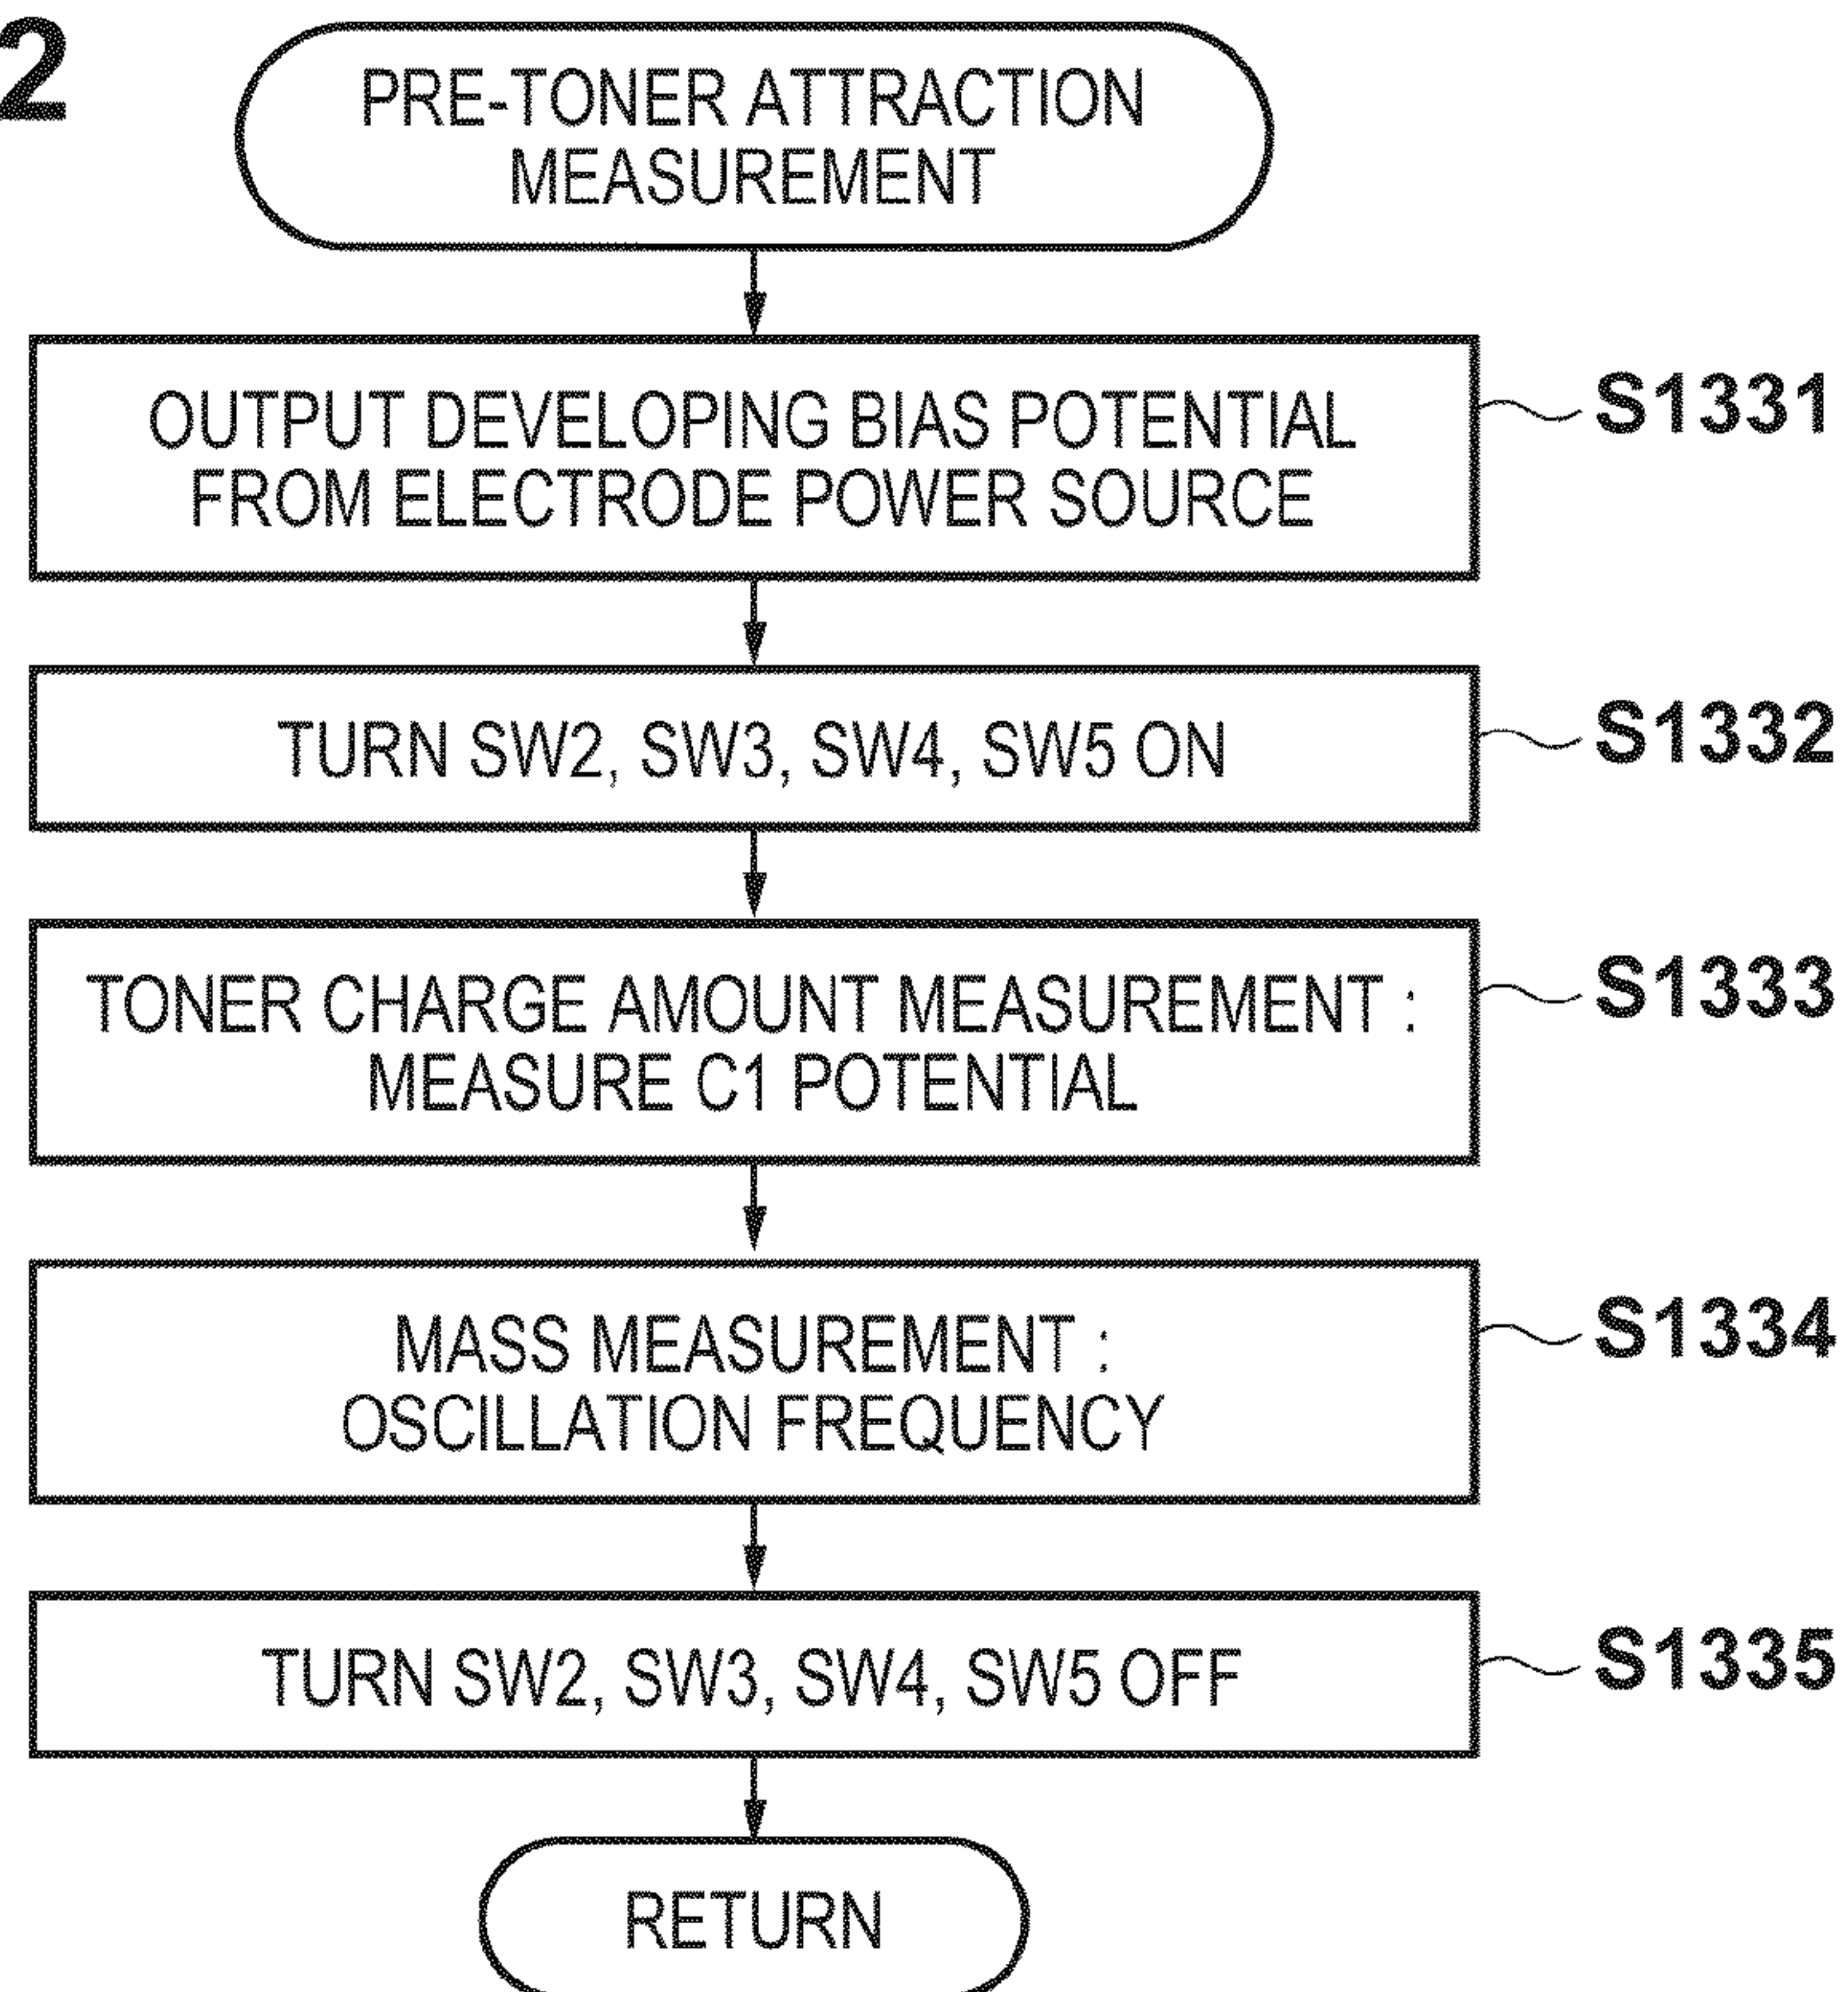 2
PRE-TONER ATTRACTION
MEASUREMENT
OUTPUT DEVELOPING BIAS POTENTIAL
FROM ELECTRODE POWER SOURCE
S1331
TURN SW2, SW3, SW4, SW5 ON
S1332
TONER CHARGE AMOUNT MEASUREMENT :
MEASURE C1 POTENTIAL
S1333
MASS MEASUREMENT :
OSCILLATION FREQUENCY
S1334
TURN SW2, SW3, SW4, SW5 OFF
S1335
RETURN